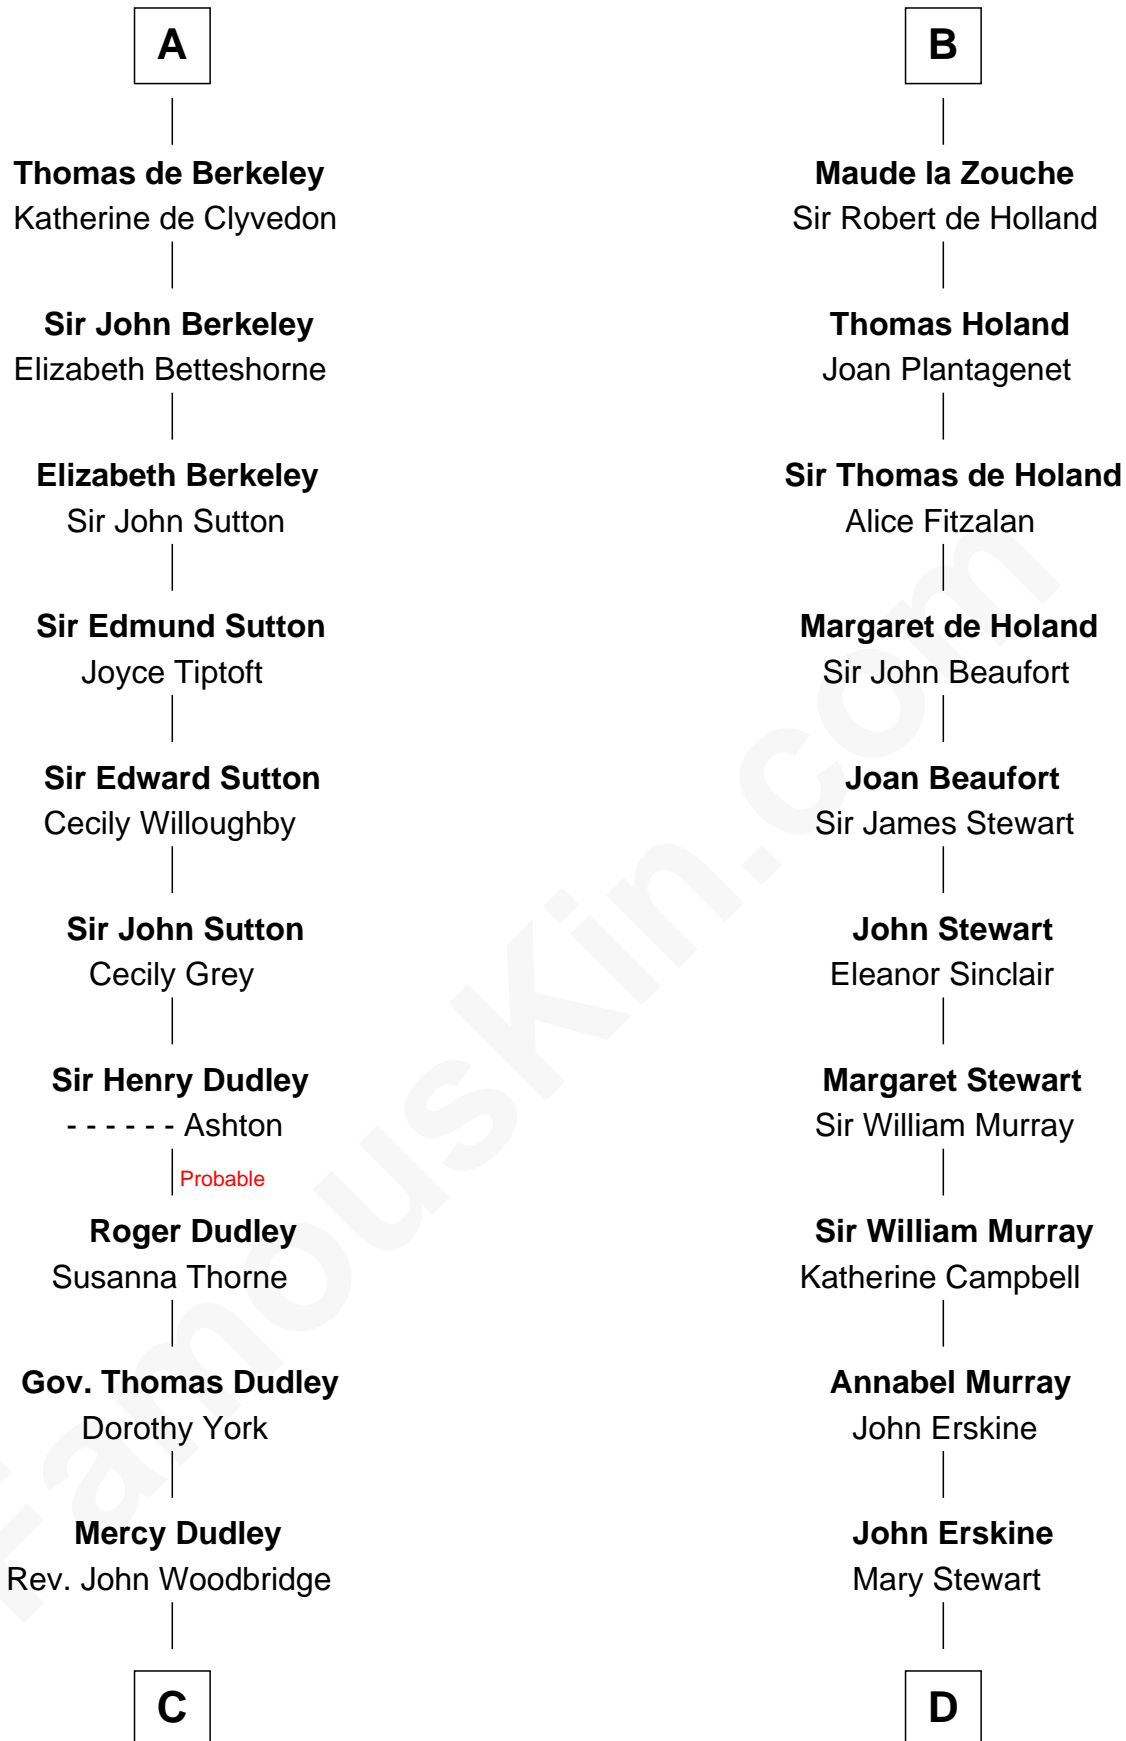 A
Thomas de Berkeley
Katherine de Clyvedon
Sir John Berkeley
Elizabeth Betteshorne
Elizabeth Berkeley
Sir John Sutton
Sir Edmund Sutton
Joyce Tiptoft
Sir Edward Sutton
Cecily Willoughby
Sir John Sutton
Cecily Grey
Sir Henry Dudley
- - - - - - Ashton
Probable
Roger Dudley
Susanna Thorne
Gov. Thomas Dudley
Dorothy York
Mercy Dudley
Rev. John Woodbridge
C
B
Maude la Zouche
Sir Robert de Holland
Thomas Holand
Joan Plantagenet
Sir Thomas de Holand
Alice Fitzalan
Margaret de Holand
Sir John Beaufort
Joan Beaufort
Sir James Stewart
John Stewart
Eleanor Sinclair
Margaret Stewart
Sir William Murray
Sir William Murray
Katherine Campbell
Annabel Murray
John Erskine
John Erskine
Mary Stewart
D
FamousKin.com